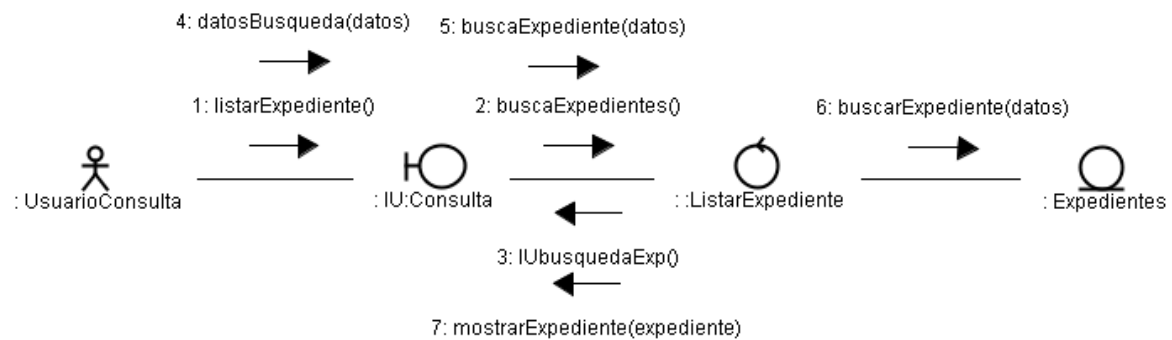 4: datosBusqueda(datos)
5: buscaExpediente(datos)
1: listarExpediente()
2: buscaExpedientes()
6: buscarExpediente(datos)
: UsuarioConsulta
: IU:Consulta
: :ListarExpediente
: Expedientes
3: IUbusquedaExp()
7: mostrarExpediente(expediente)